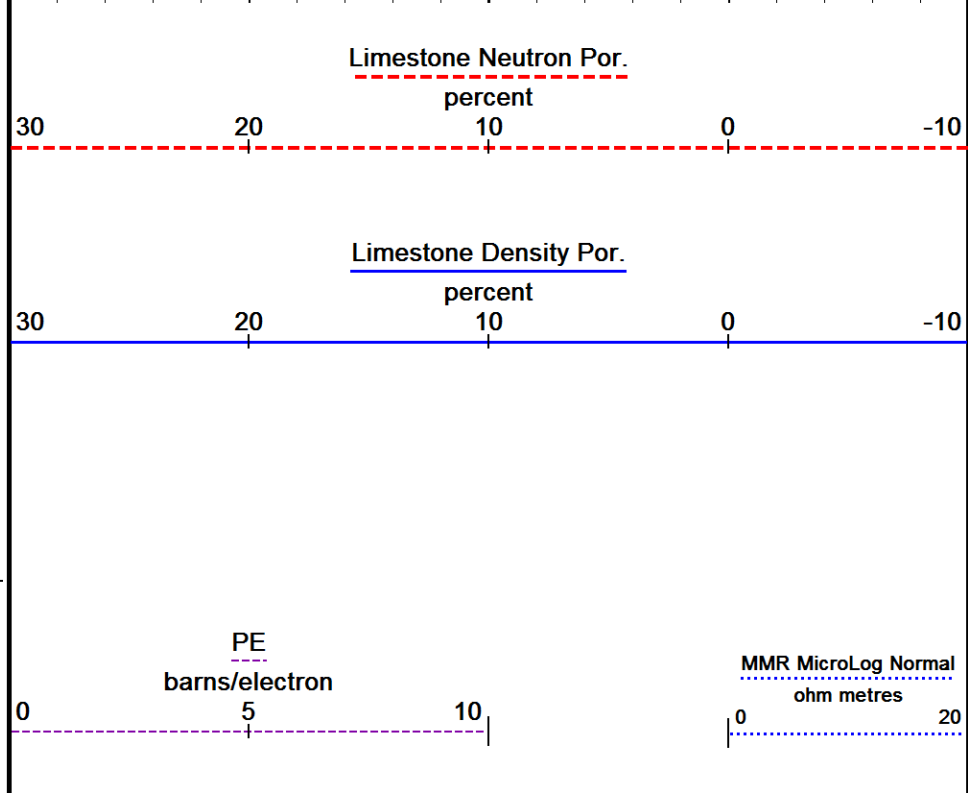 Limestone Neutron Por.
percent
30 20 10 0 -10
Limestone Density Por.
percent
30 20 10 0 -10
PE
barns/electron
0 5 10
MMR MicroLog Normal
ohm metres
0 20